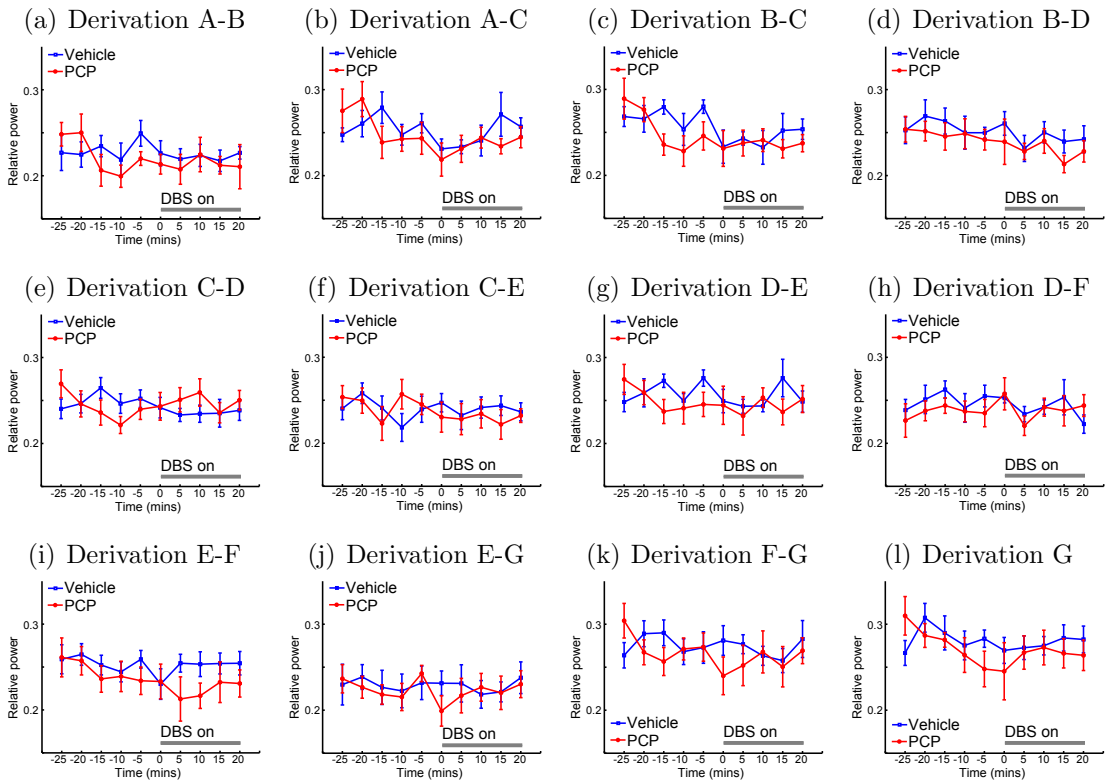 (a) Derivation A-B
Vehicle
PCP
0.3
0.2
Relative power
DBS on
-25 -20 -15 -10 -5 0 5 10 15 20
Time (mins)
(b) Derivation A-C
Vehicle
PCP
0.3
0.2
Relative power
DBS on
-25 -20 -15 -10 -5 0 5 10 15 20
Time (mins)
(c) Derivation B-C
Vehicle
PCP
0.3
0.2
Relative power
DBS on
-25 -20 -15 -10 -5 0 5 10 15 20
Time (mins)
(d) Derivation B-D
Vehicle
PCP
0.3
0.2
Relative power
DBS on
-25 -20 -15 -10 -5 0 5 10 15 20
Time (mins)
(e) Derivation C-D
Vehicle
PCP
0.3
0.2
Relative power
DBS on
-25 -20 -15 -10 -5 0 5 10 15 20
Time (mins)
(f) Derivation C-E
Vehicle
PCP
0.3
0.2
Relative power
DBS on
-25 -20 -15 -10 -5 0 5 10 15 20
Time (mins)
(g) Derivation D-E
Vehicle
PCP
0.3
0.2
Relative power
DBS on
-25 -20 -15 -10 -5 0 5 10 15 20
Time (mins)
(h) Derivation D-F
Vehicle
PCP
0.3
0.2
Relative power
DBS on
-25 -20 -15 -10 -5 0 5 10 15 20
Time (mins)
(i) Derivation E-F
Vehicle
PCP
0.3
0.2
Relative power
DBS on
-25 -20 -15 -10 -5 0 5 10 15 20
Time (mins)
(j) Derivation E-G
Vehicle
PCP
0.3
0.2
Relative power
DBS on
-25 -20 -15 -10 -5 0 5 10 15 20
Time (mins)
(k) Derivation F-G
0.3
0.2
Relative power
Vehicle
PCP
DBS on
-25 -20 -15 -10 -5 0 5 10 15 20
Time (mins)
(l) Derivation G
0.3
0.2
Relative power
Vehicle
PCP
DBS on
-25 -20 -15 -10 -5 0 5 10 15 20
Time (mins)